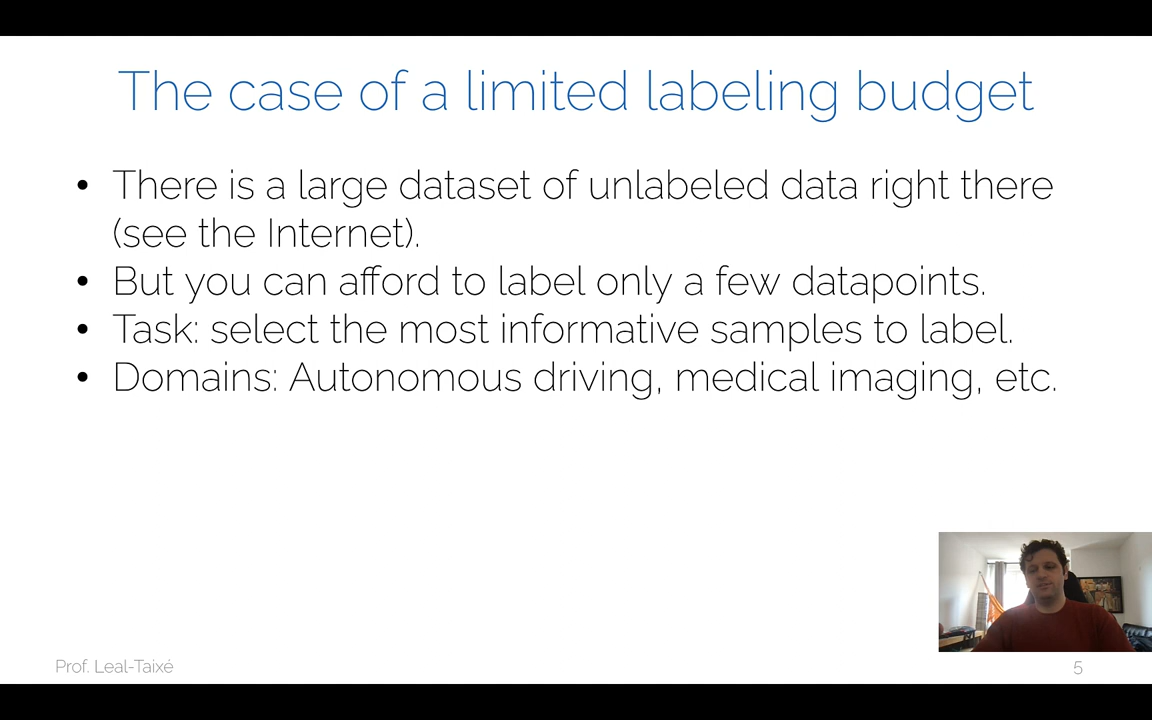 The case of a limited labeling budget
• There is a large dataset of unlabeled data right there
(see the Internet).
• But you can afford to label only a few datapoints.
• Task: select the most informative samples to label.
• Domains: Autonomous driving, medical imaging, etc.
Prof. Leal-Taixé
5